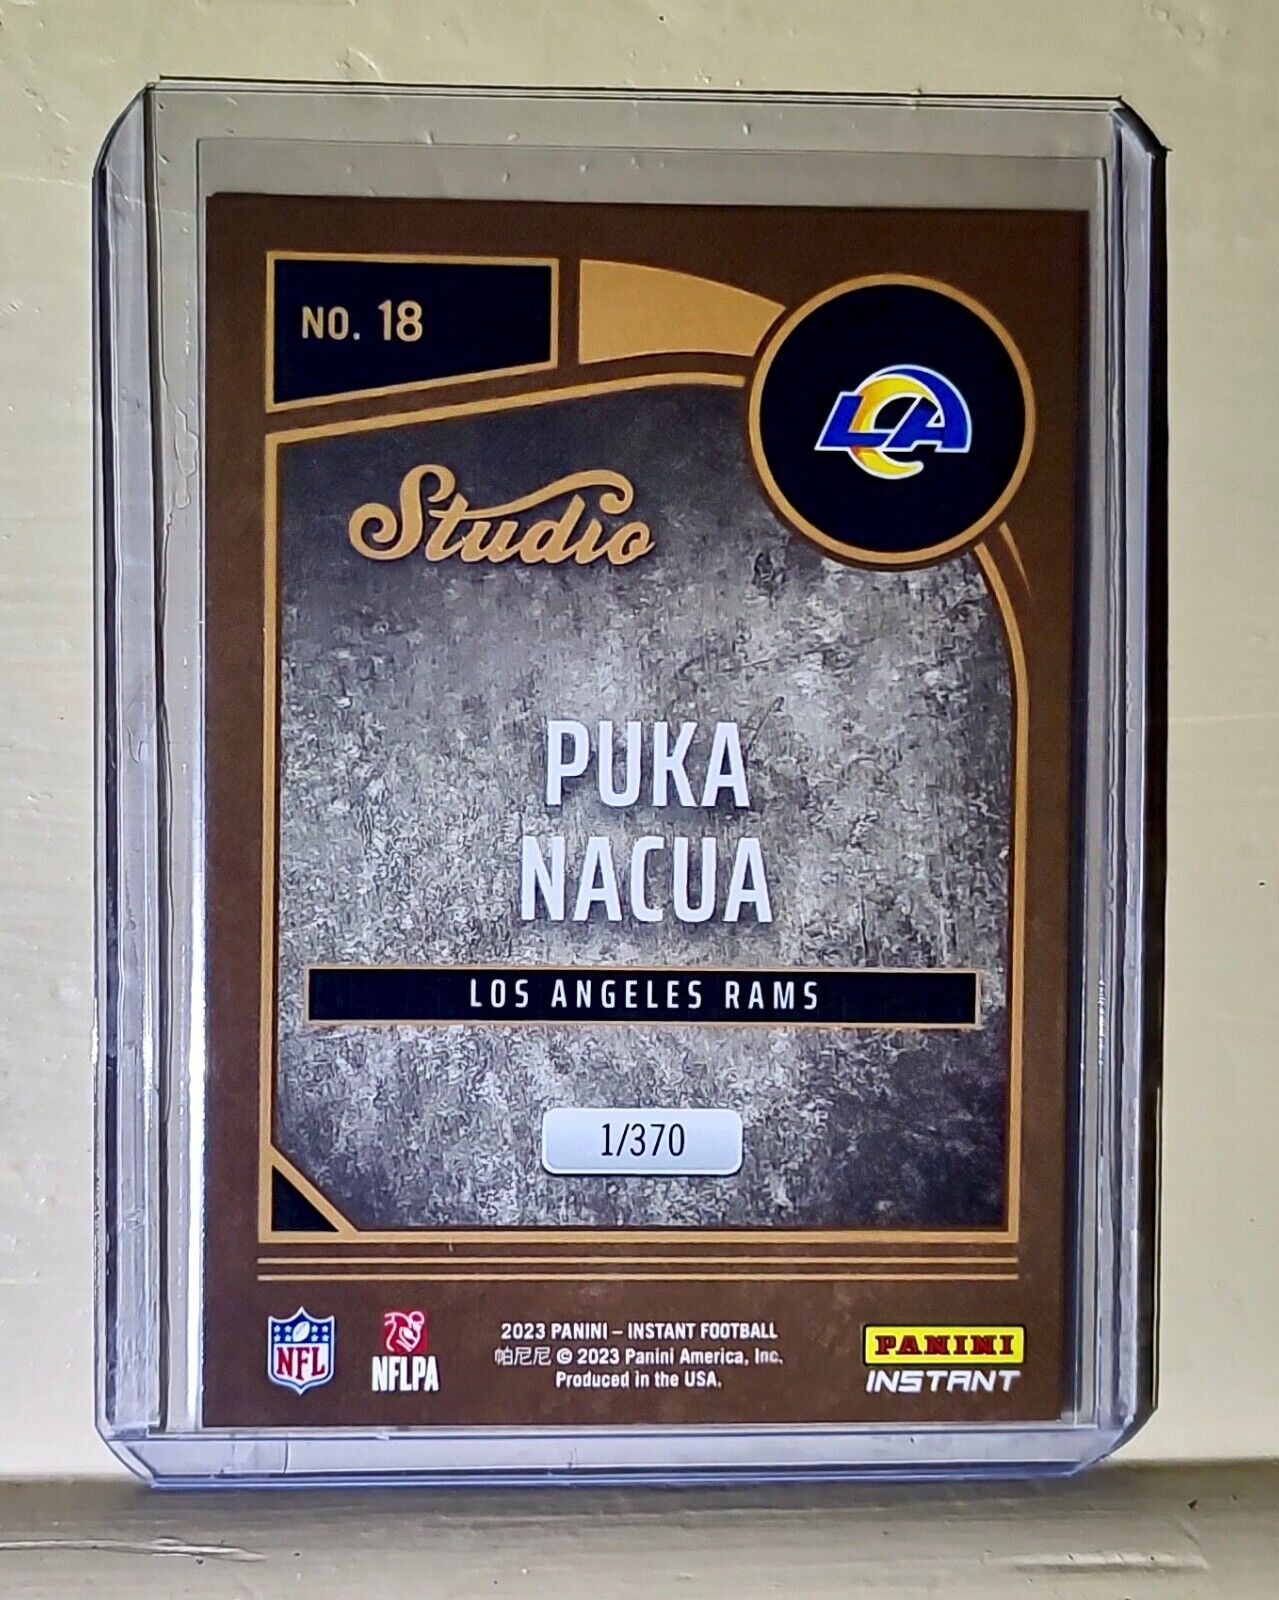 NO. 18
LA
Studio
PUKA
NACUA
LOS ANGELES RAMS
1/370
NFL
NFLPA
2023 PANINI – INSTANT FOOTBALL
帕尼尼 © 2023 Panini America, Inc.
Produced in the USA.
PANINI
INSTANT